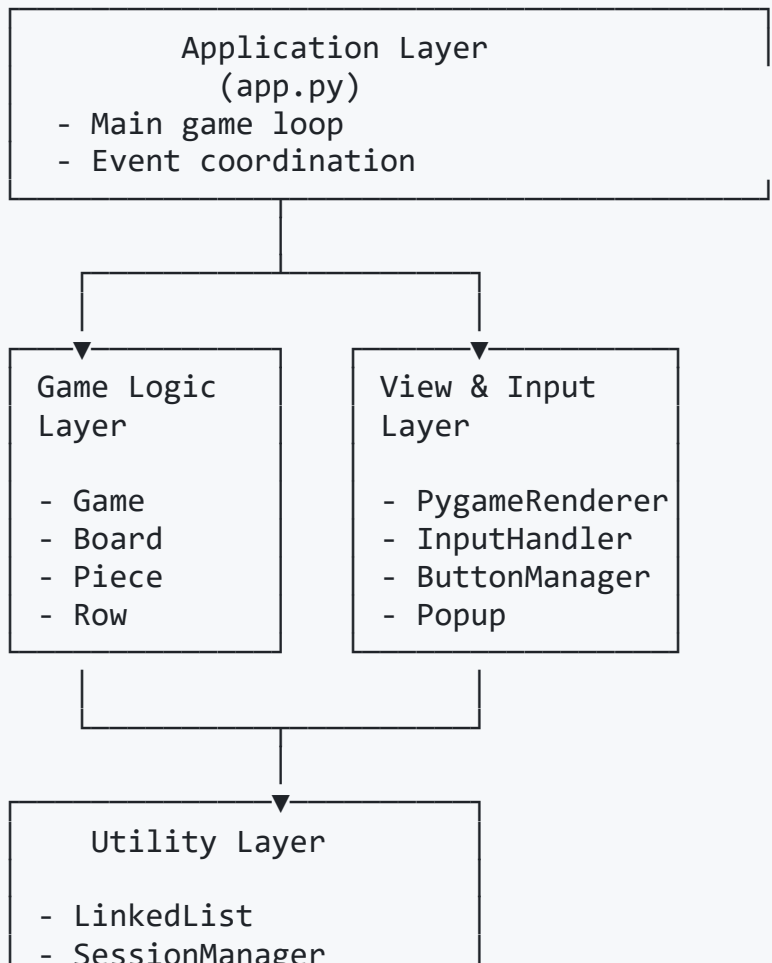 Application Layer
(app.py)
- Main game loop
- Event coordination
Game Logic
Layer
- Game
- Board
- Piece
- Row
View & Input
Layer
- PygameRenderer
- InputHandler
- ButtonManager
- Popup
Utility Layer
- LinkedList
- SessionManager